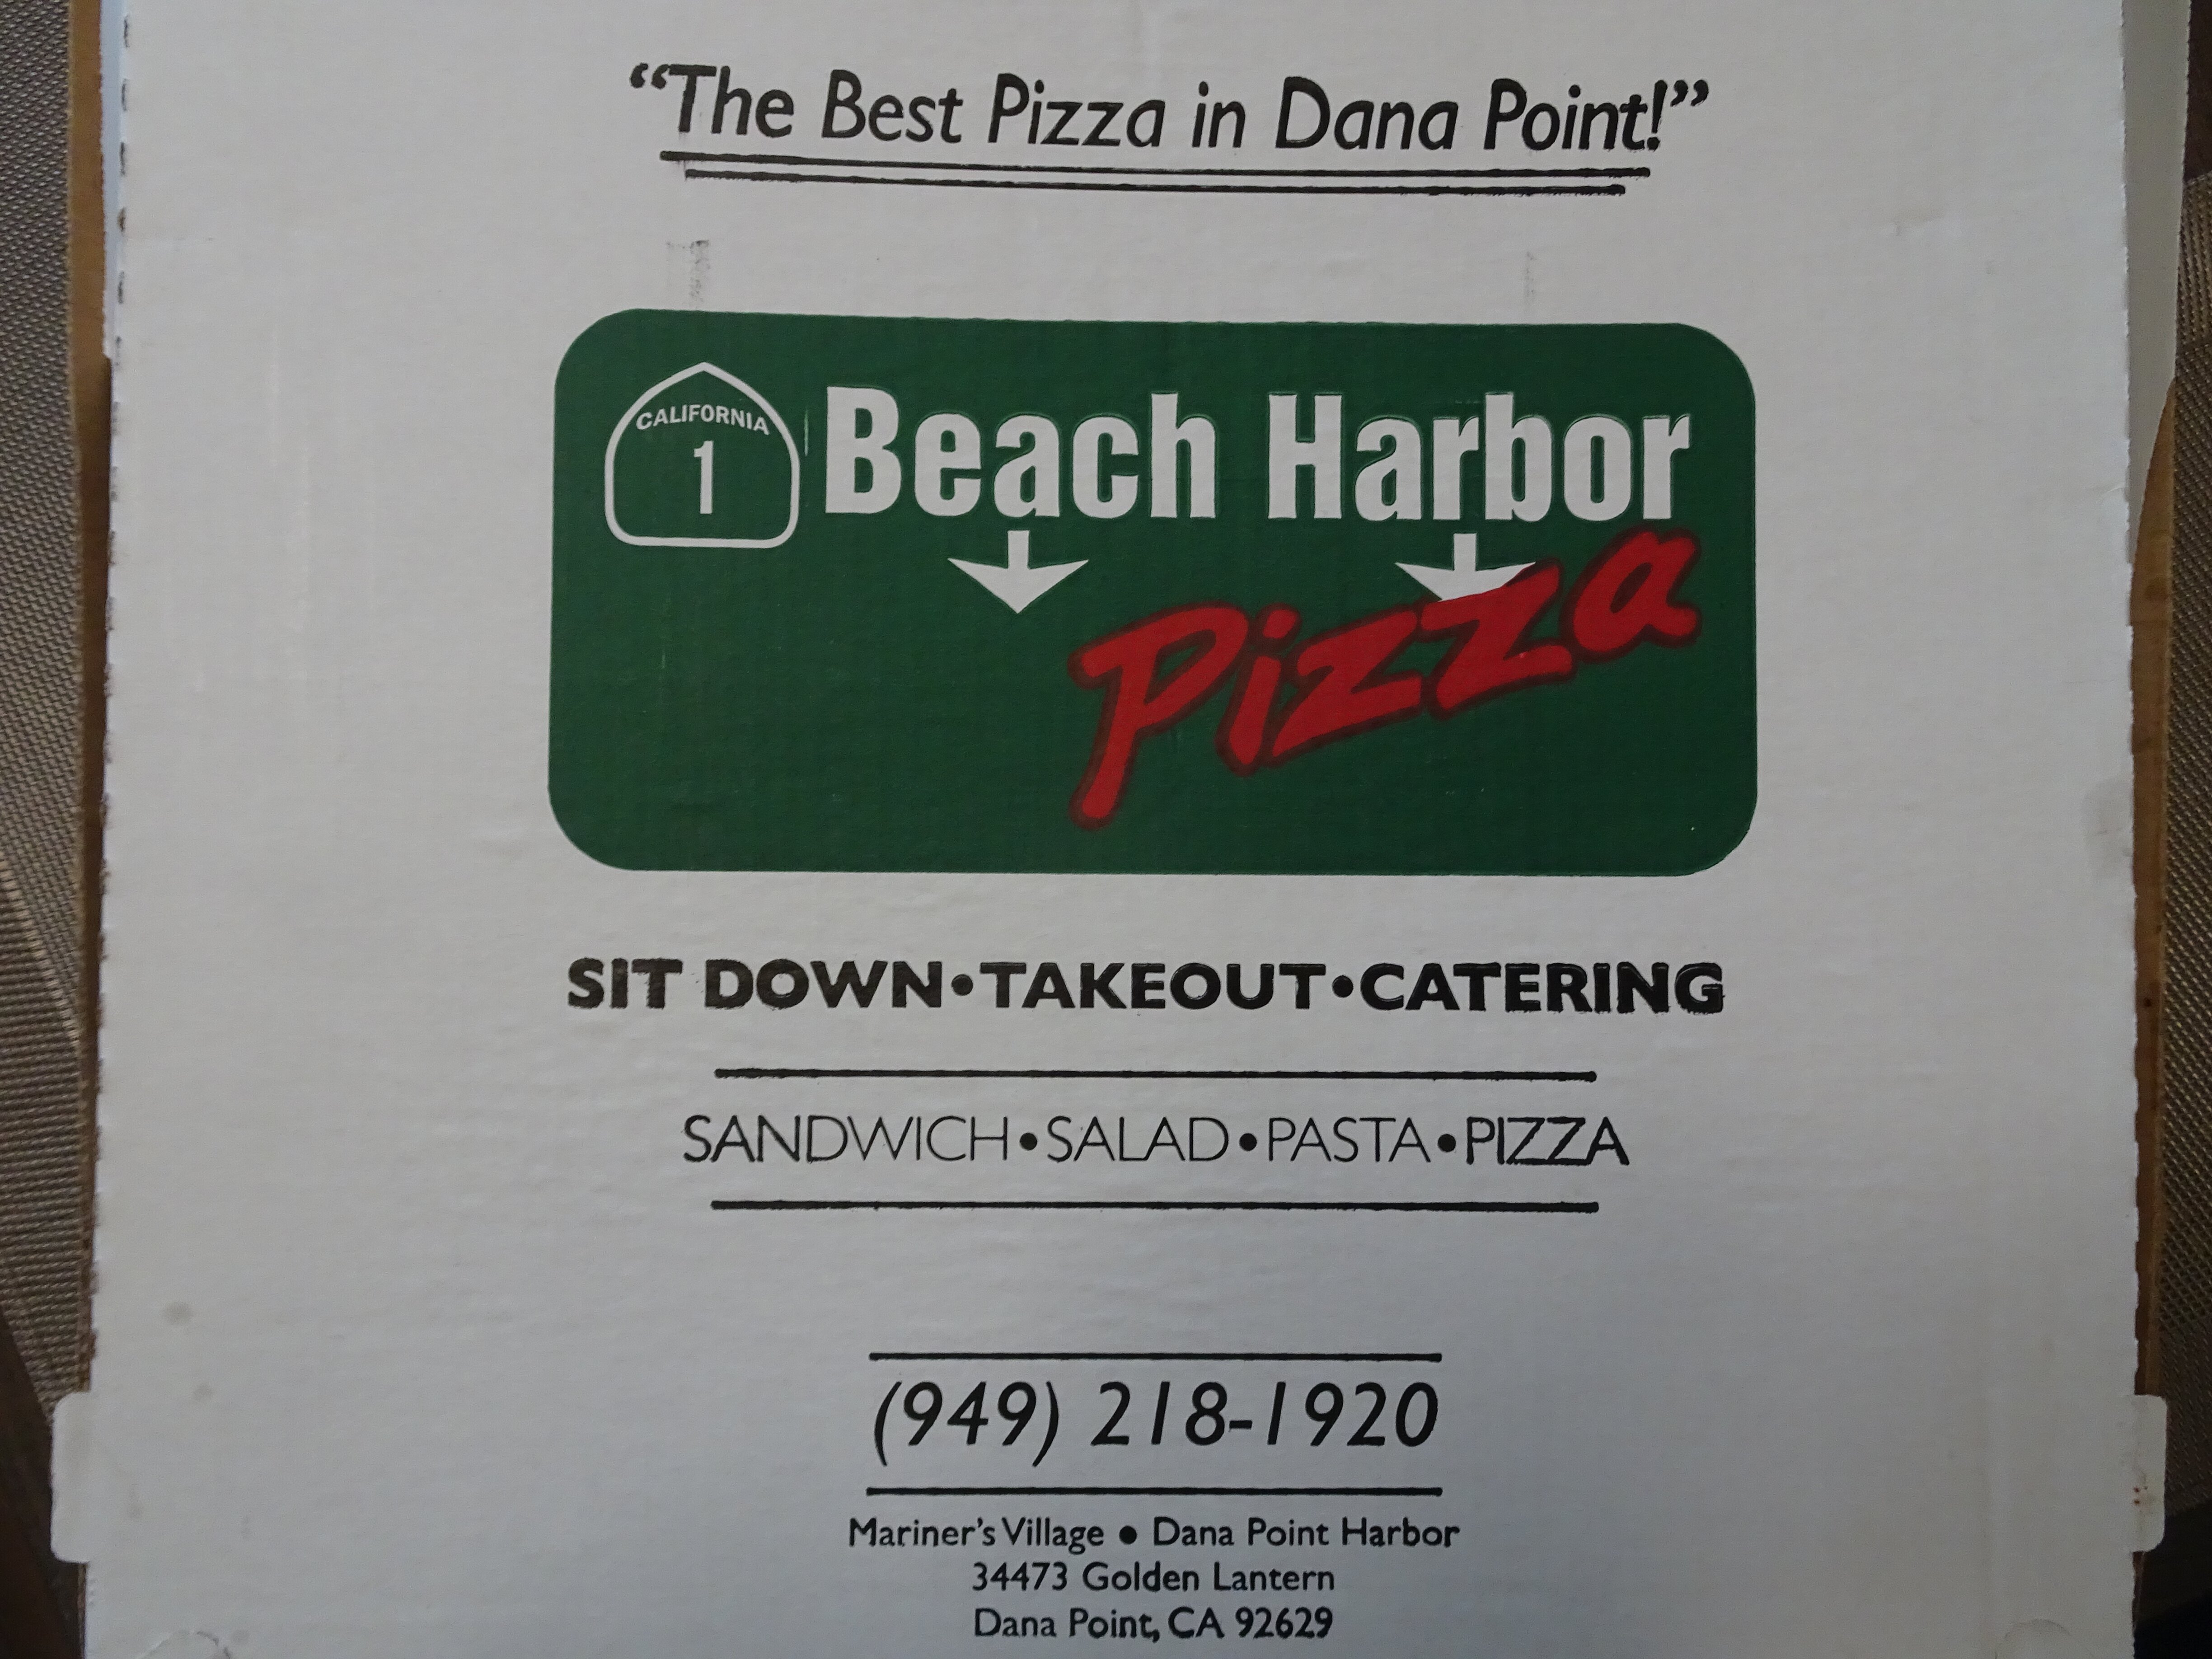 “The Best Pizza in Dana Point!”
CALIFORNIA
1
Beach Harbor
Pizza
SIT DOWN•TAKEOUT•CATERING
SANDWICH•SALAD•PASTA•PIZZA
(949) 218-1920
Mariner’s Village • Dana Point Harbor
34473 Golden Lantern
Dana Point, CA 92629